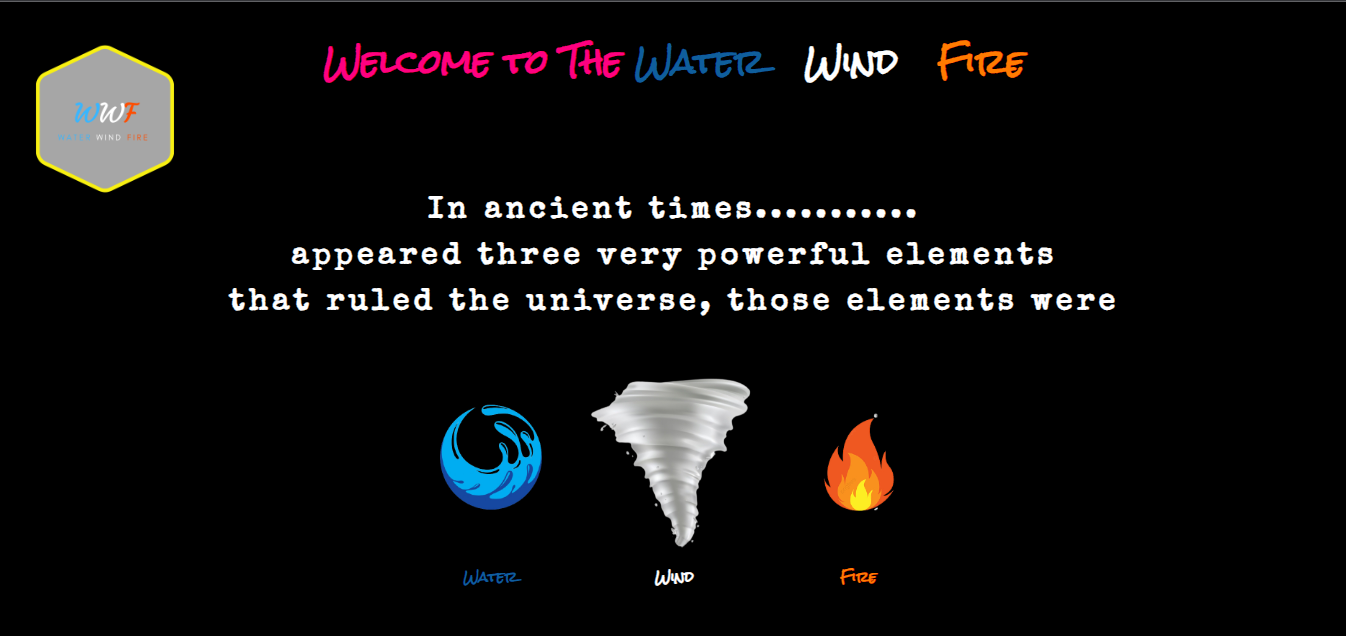 Welcome to The Water Wind Fire
WWF
WATER WIND FIRE
In ancient times...........
appeared three very powerful elements
that ruled the universe, those elements were
Water Wind Fire